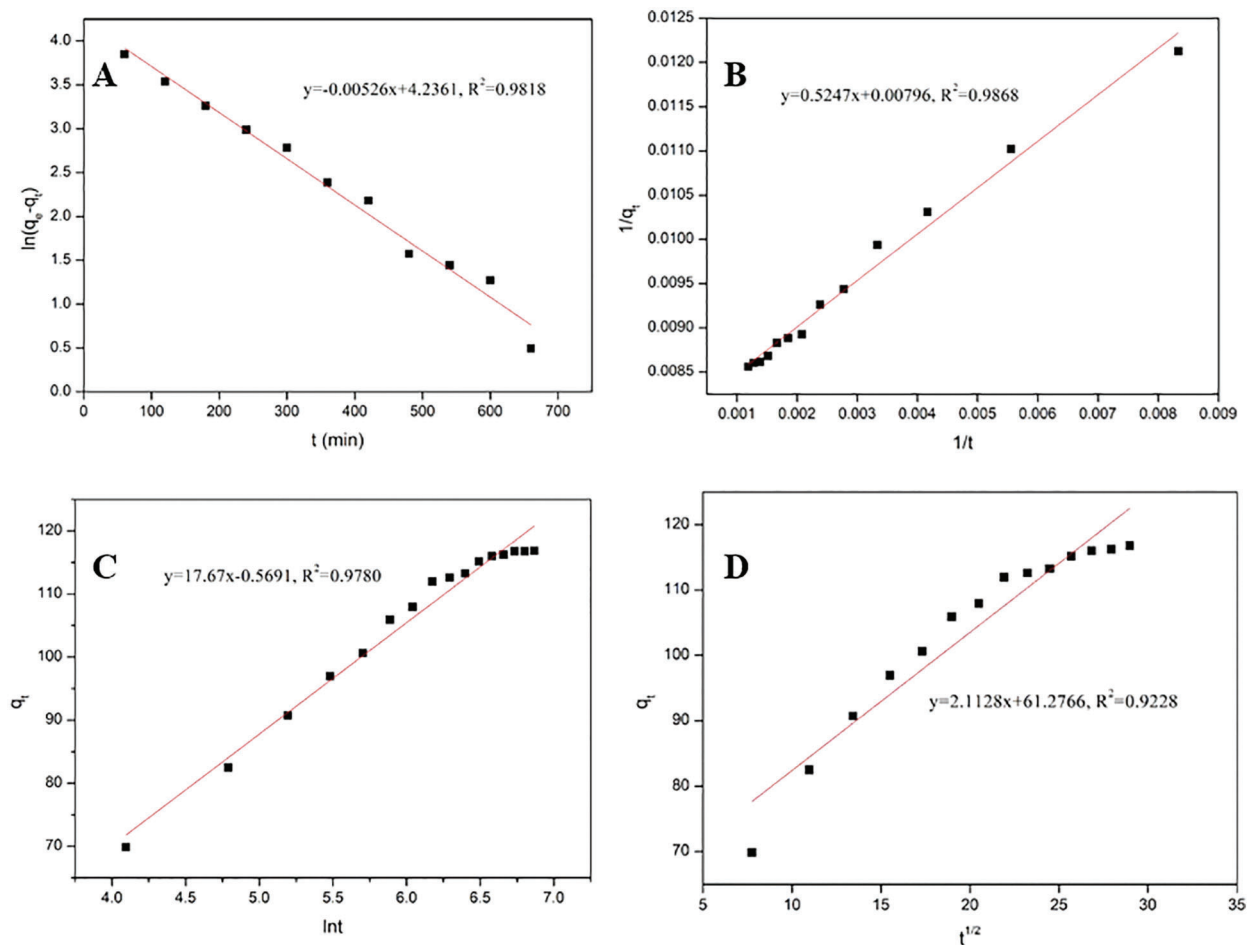 A
y=-0.00526x+4.2361, R²=0.9818
ln(qₑ-qₜ)
4.0
3.5
3.0
2.5
2.0
1.5
1.0
0.5
0.0
0 100 200 300 400 500 600 700
t (min)
B
y=0.5247x+0.00796, R²=0.9868
1/qₜ
0.0125
0.0120
0.0115
0.0110
0.0105
0.0100
0.0095
0.0090
0.0085
0.001 0.002 0.003 0.004 0.005 0.006 0.007 0.008 0.009
1/t
C
y=17.67x-0.5691, R²=0.9780
qₜ
120
110
100
90
80
70
4.0 4.5 5.0 5.5 6.0 6.5 7.0
lnt
D
y=2.1128x+61.2766, R²=0.9228
qₜ
120
110
100
90
80
70
5 10 15 20 25 30 35
t¹/²